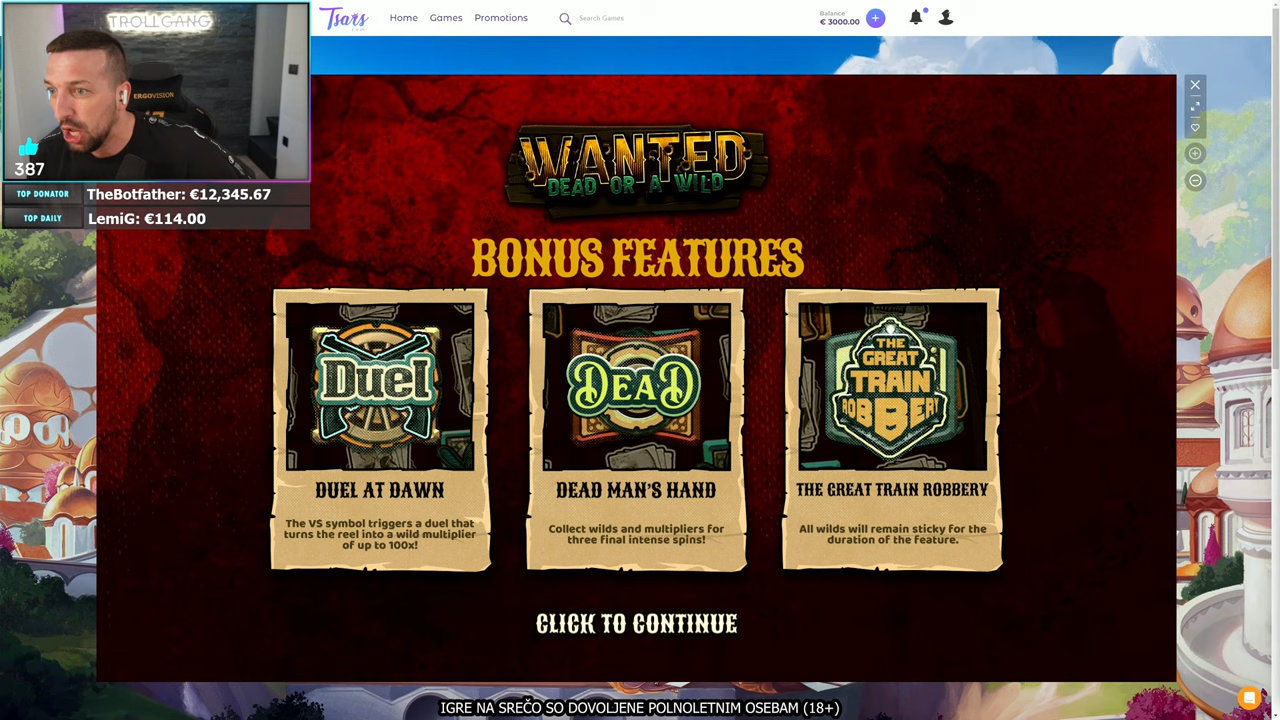 TROLLGANG
ERGOVISION
387
TOP DONATOR
TheBotfather: €12,345.67
TOP DAILY
LemiG: €114.00
Tsars
.com
Home
Games
Promotions
Search Games
Balance
€ 3000.00
WANTED
DEAD OR A WILD
BONUS FEATURES
Duel
DUEL AT DAWN
The VS symbol triggers a duel that
turns the reel into a wild multiplier
of up to 100x!
DEAD
DEAD MAN'S HAND
Collect wilds and multipliers for
three final intense spins!
THE
GREAT
TRAIN
ROBBERY
THE GREAT TRAIN ROBBERY
All wilds will remain sticky for the
duration of the feature.
CLICK TO CONTINUE
IGRE NA SREČO SO DOVOLJENE POLNOLETNIM OSEBAM (18+)